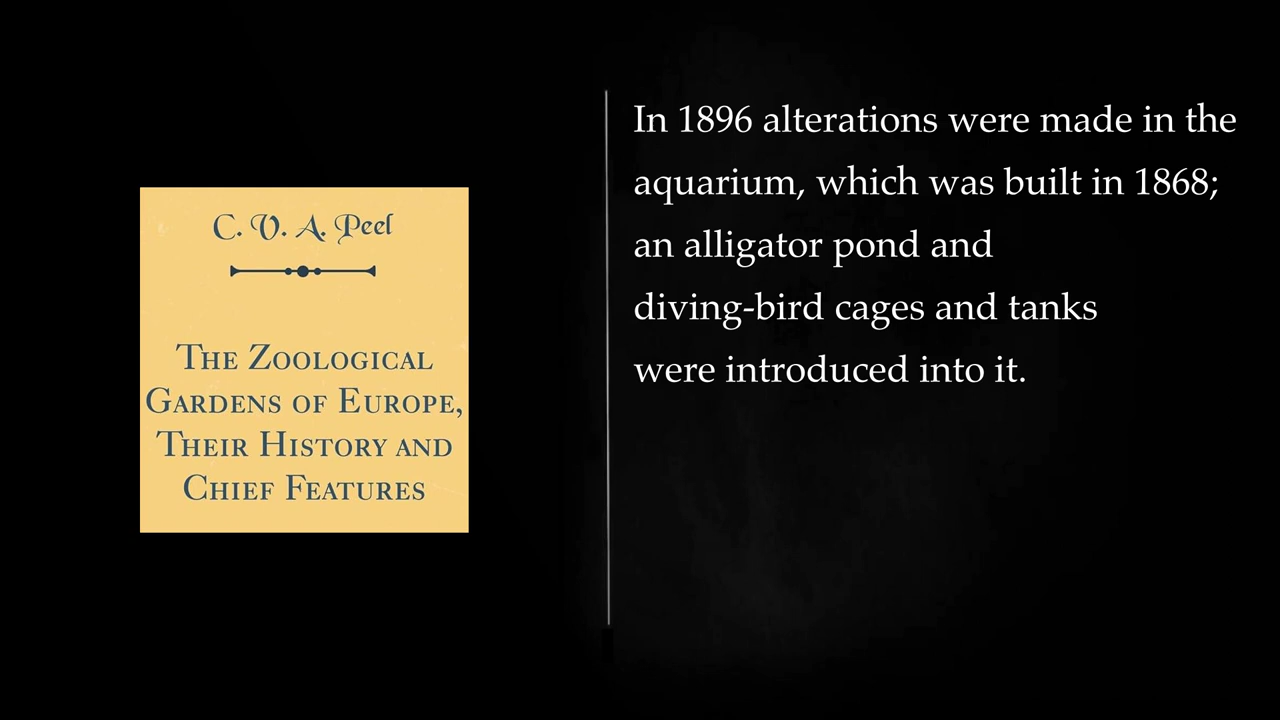 C. V. A. Peel
The Zoological
Gardens of Europe,
Their History and
Chief Features
In 1896 alterations were made in the
aquarium, which was built in 1868;
an alligator pond and
diving-bird cages and tanks
were introduced into it.